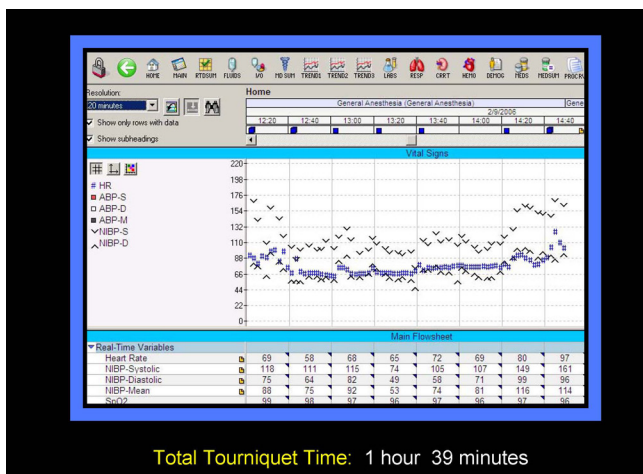 HOME MAIN RTDSUM FLUIDS I/O MD SUM TREND1 TREND2 TREND3 LABS RESP CRRT HEMO DEMOG MEDS MEDSUM PROCRV
Resolution:
Home
20 minutes
General Anesthesia (General Anesthesia) Gene
2/9/2006
Show only rows with data
12:20 12:40 13:00 13:20 13:40 14:00 14:20 14:40
Show subheadings
Vital Signs
# HR
ABP-S
ABP-D
ABP-M
NIBP-S
NIBP-D
220
198
176
154
132
110
88
66
44
22
0
Main Flowsheet
Real-Time Variables
Heart Rate 69 58 68 65 72 69 80 97
NIBP-Systolic 118 111 115 74 105 107 149 161
NIBP-Diastolic 75 64 82 49 58 71 99 96
NIBP-Mean 88 75 92 53 74 81 116 114
SpO2 99 98 97 96 97 96 97 96
Total Tourniquet Time: 1 hour 39 minutes